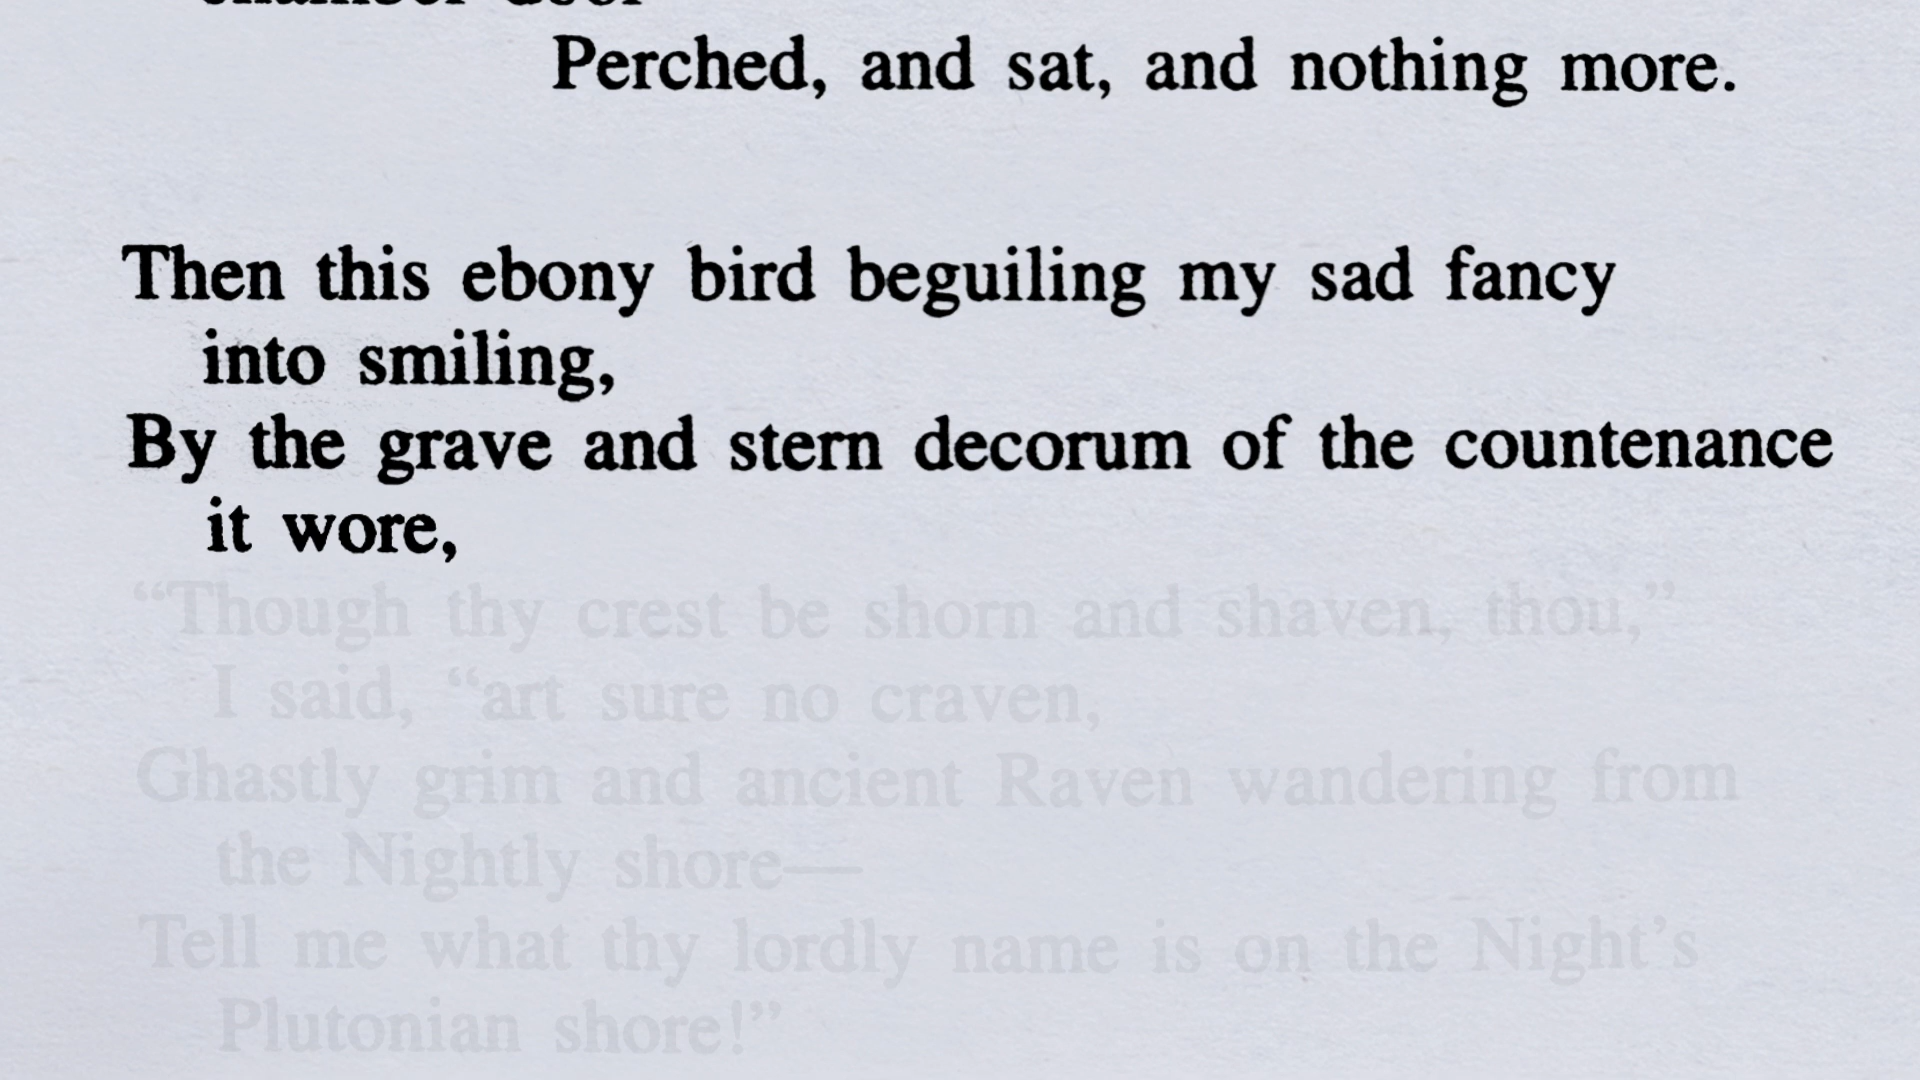 chamber door
Perched, and sat, and nothing more.
Then this ebony bird beguiling my sad fancy
into smiling,
By the grave and stern decorum of the countenance
it wore,
“Though thy crest be shorn and shaven, thou,”
I said, “art sure no craven,
Ghastly grim and ancient Raven wandering from
the Nightly shore—
Tell me what thy lordly name is on the Night’s
Plutonian shore!”